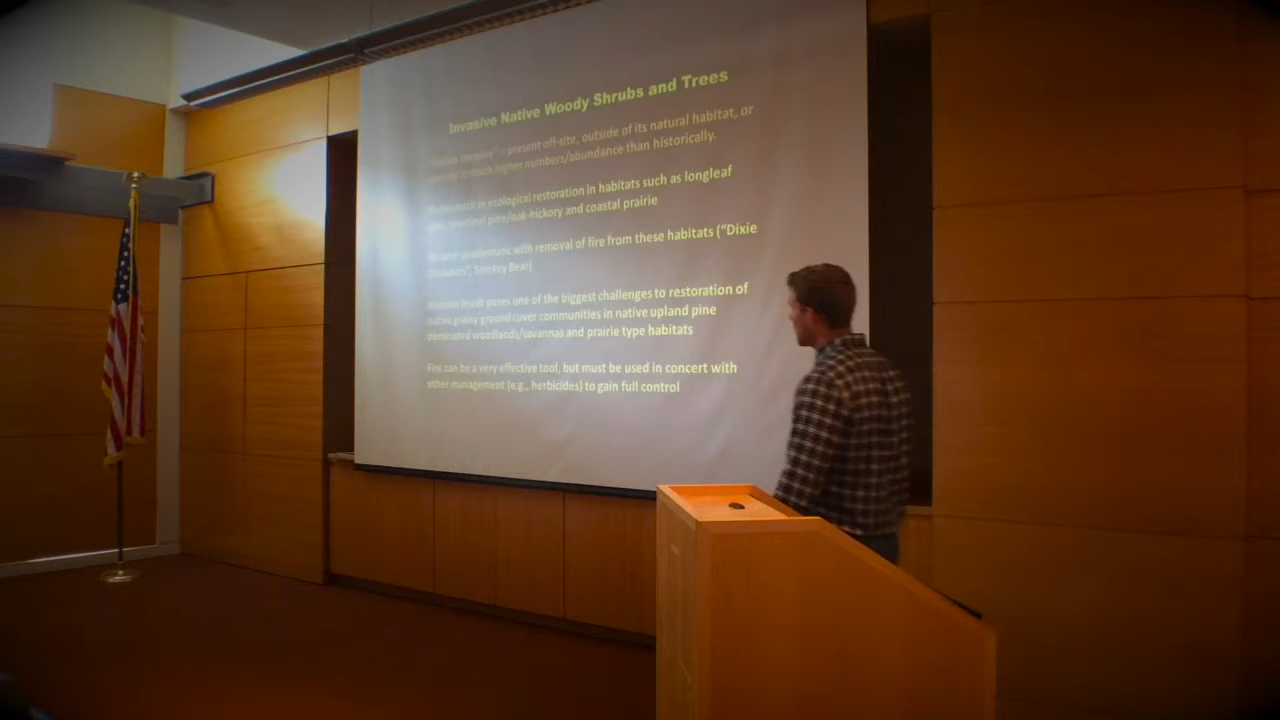 Invasive Native Woody Shrubs and Trees
present off-site, outside of its natural habitat, or
much higher numbers/abundance than historically.
in ecological restoration in habitats such as longleaf
pine/oak-hickory and coastal prairie
problematic with removal of fire from these habitats ("Dixie
Smokey Bear)
brush poses one of the biggest challenges to restoration of
native grassy ground cover communities in native upland pine
dominated woodlands/savannas and prairie type habitats
Fire can be a very effective tool, but must be used in concert with
other management (e.g., herbicides) to gain full control